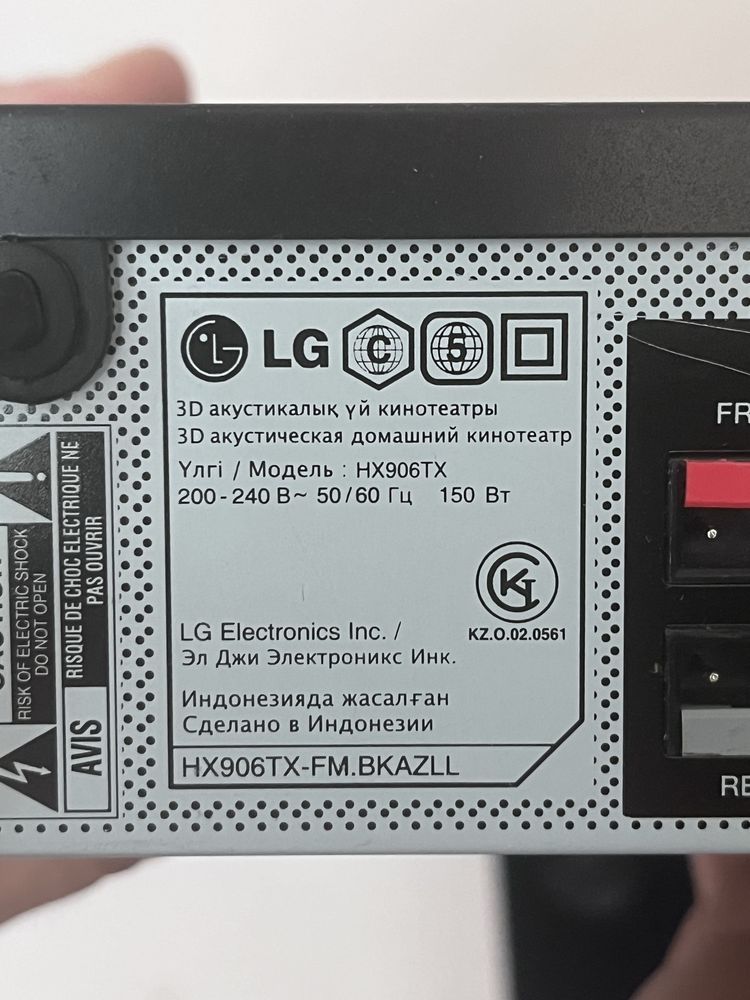 LG
C
5
3D акустикалық үй кинотеатры
3D акустическая домашний кинотеатр
Үлгі / Модель : HX906TX
200-240 В~ 50/60 Гц 150 Вт
KZ.O.02.0561
LG Electronics Inc. /
Эл Джи Электроникс Инк.
Индонезияда жасалған
Сделано в Индонезии
HX906TX-FM.BKAZLL
RISK OF ELECTRIC SHOCK
DO NOT OPEN
AVIS
RISQUE DE CHOC ELECTRIQUE NE
PAS OUVRIR